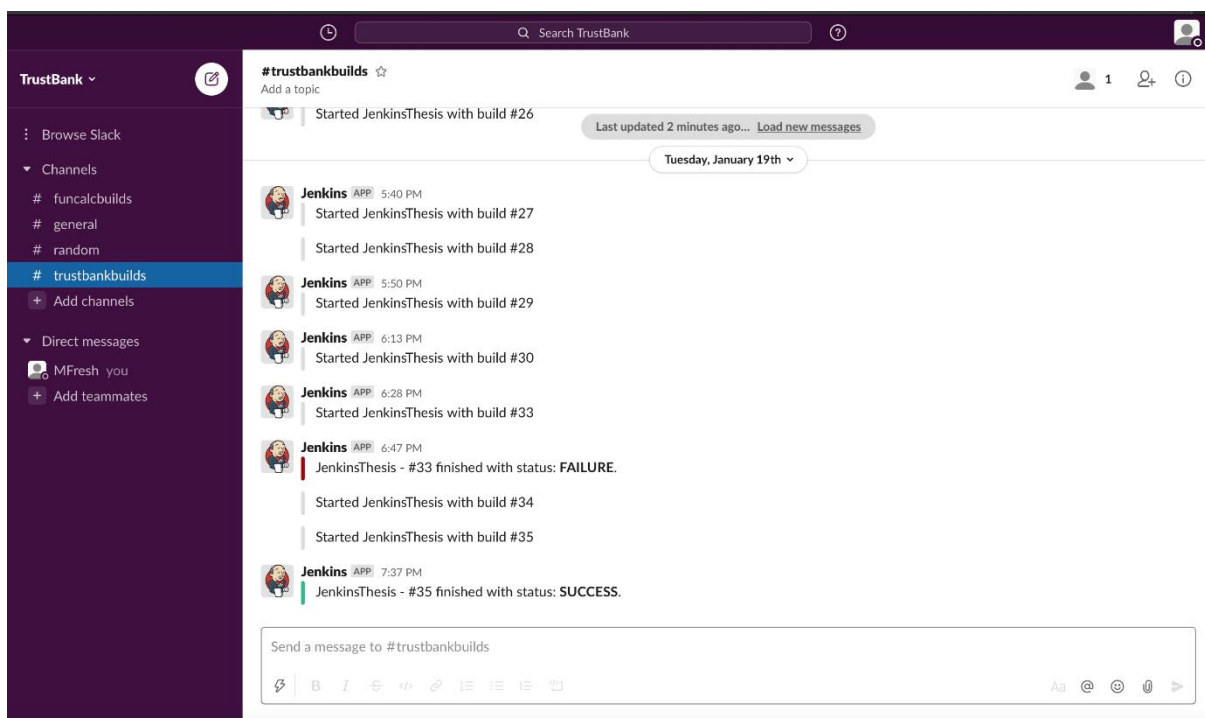 Search TrustBank
TrustBank
Browse Slack
Channels
# funcalcbuilds
# general
# random
# trustbankbuilds
+ Add channels
Direct messages
MFresh you
+ Add teammates
#trustbankbuilds
Add a topic
1
Started JenkinsThesis with build #26
Last updated 2 minutes ago... Load new messages
Tuesday, January 19th
Jenkins APP 5:40 PM
Started JenkinsThesis with build #27
Started JenkinsThesis with build #28
Jenkins APP 5:50 PM
Started JenkinsThesis with build #29
Jenkins APP 6:13 PM
Started JenkinsThesis with build #30
Jenkins APP 6:28 PM
Started JenkinsThesis with build #33
Jenkins APP 6:47 PM
JenkinsThesis - #33 finished with status: FAILURE.
Started JenkinsThesis with build #34
Started JenkinsThesis with build #35
Jenkins APP 7:37 PM
JenkinsThesis - #35 finished with status: SUCCESS.
Send a message to #trustbankbuilds
B I S </> Aa @